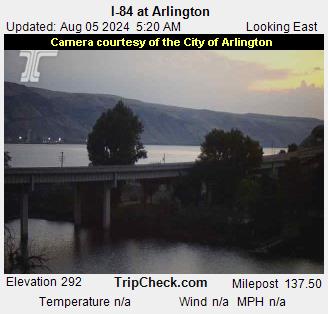 I-84 at Arlington
Updated: Aug 05 2024 5:20 AM Looking East
Camera courtesy of the City of Arlington
Elevation 292 TripCheck.com Milepost 137.50
Temperature n/a Wind n/a MPH n/a